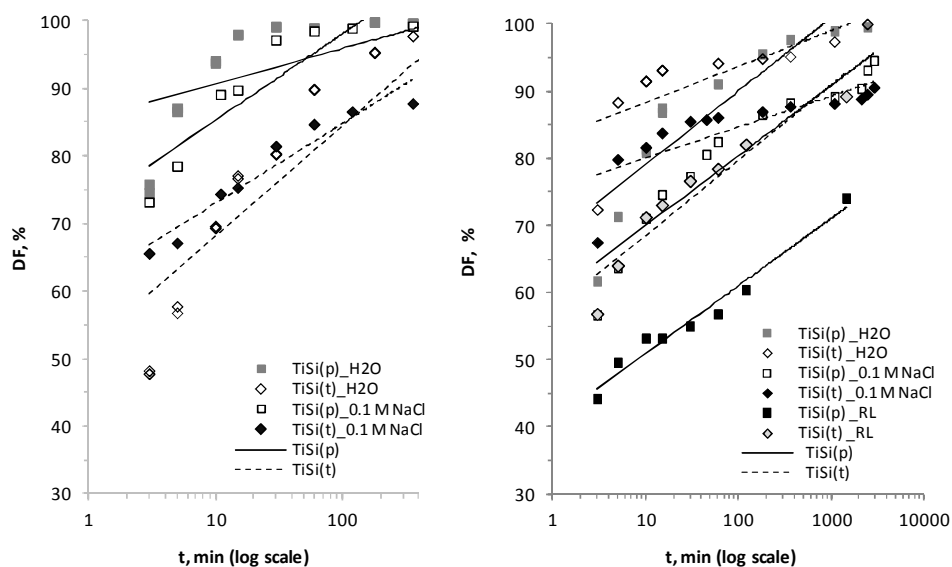 100
90
80
70
60
50
40
30
DF, %
TiSi(p)_H2O
TiSi(t)_H2O
TiSi(p)_0.1 M NaCl
TiSi(t)_0.1 M NaCl
TiSi(p)
TiSi(t)
1
10
100
t, min (log scale)
100
90
80
70
60
50
40
30
DF, %
TiSi(p) _H2O
TiSi(t) _H2O
TiSi(p) _0.1 M NaCl
TiSi(t) _0.1 M NaCl
TiSi(p) _RL
TiSi(t) _RL
TiSi(p)
TiSi(t)
1
10
100
1000
10000
t, min (log scale)